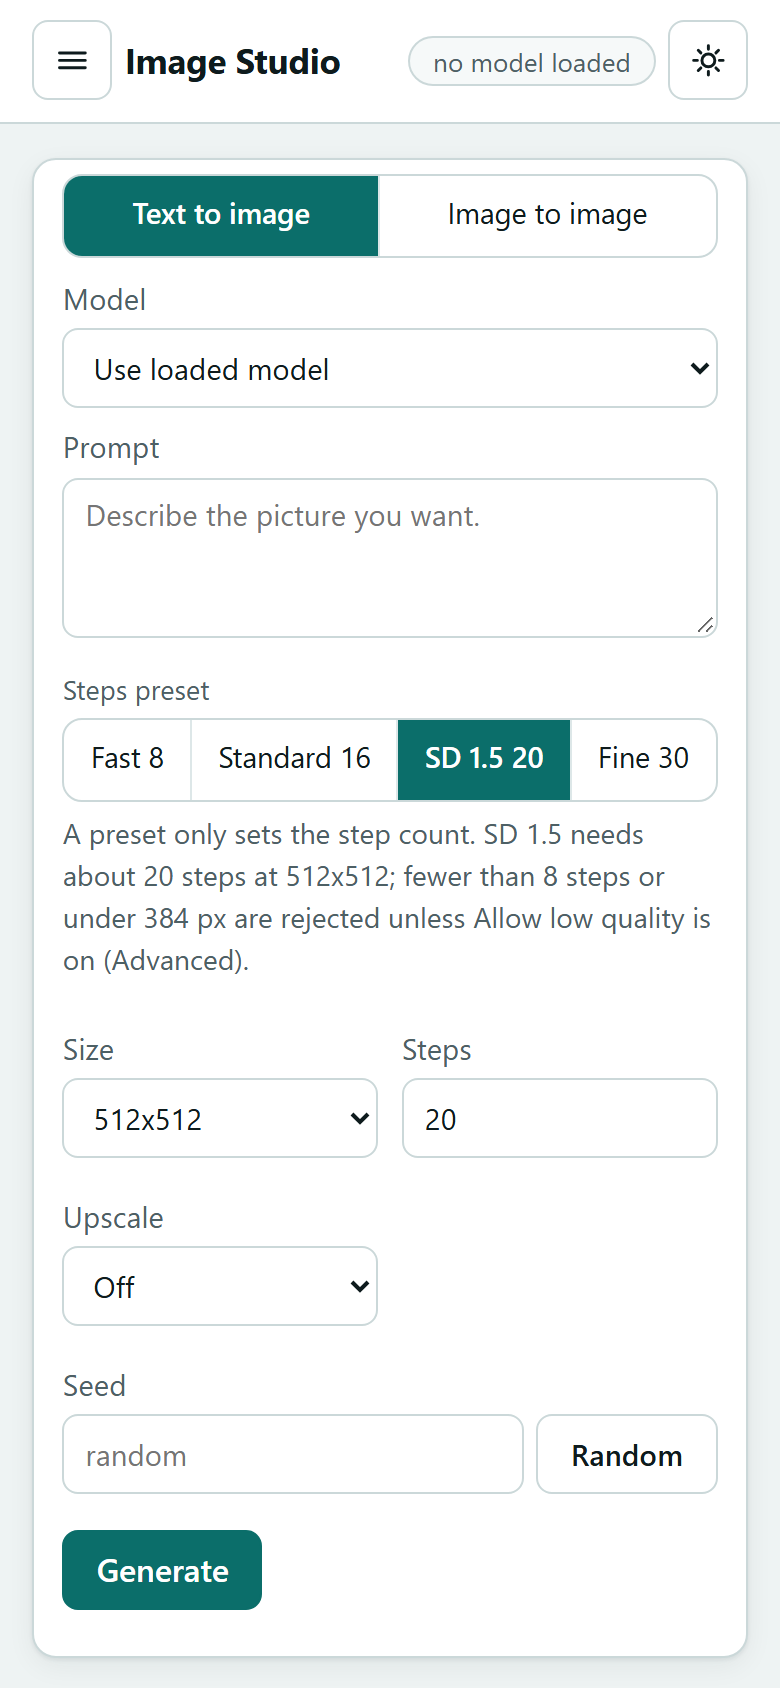 Image Studio
no model loaded
Text to image
Image to image
Model
Use loaded model
Prompt
Describe the picture you want.
Steps preset
Fast 8
Standard 16
SD 1.5 20
Fine 30
A preset only sets the step count. SD 1.5 needs
about 20 steps at 512x512; fewer than 8 steps or
under 384 px are rejected unless Allow low quality is
on (Advanced).
Size
Steps
512x512
20
Upscale
Off
Seed
random
Random
Generate